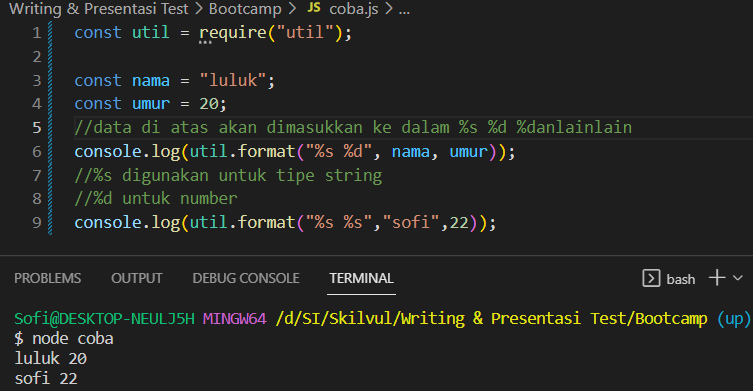 Writing & Presentasi Test > Bootcamp > JS coba.js > ...
1 const util = require("util");
2
3 const nama = "luluk";
4 const umur = 20;
5 //data di atas akan dimasukkan ke dalam %s %d %danlainlain
6 console.log(util.format("%s %d", nama, umur));
7 //%s digunakan untuk tipe string
8 //%d untuk number
9 console.log(util.format("%s %s","sofi",22));
PROBLEMS OUTPUT DEBUG CONSOLE TERMINAL bash
Sofi@DESKTOP-NEULJ5H MINGW64 /d/SI/Skilvul/Writing & Presentasi Test/Bootcamp (up)
$ node coba
luluk 20
sofi 22